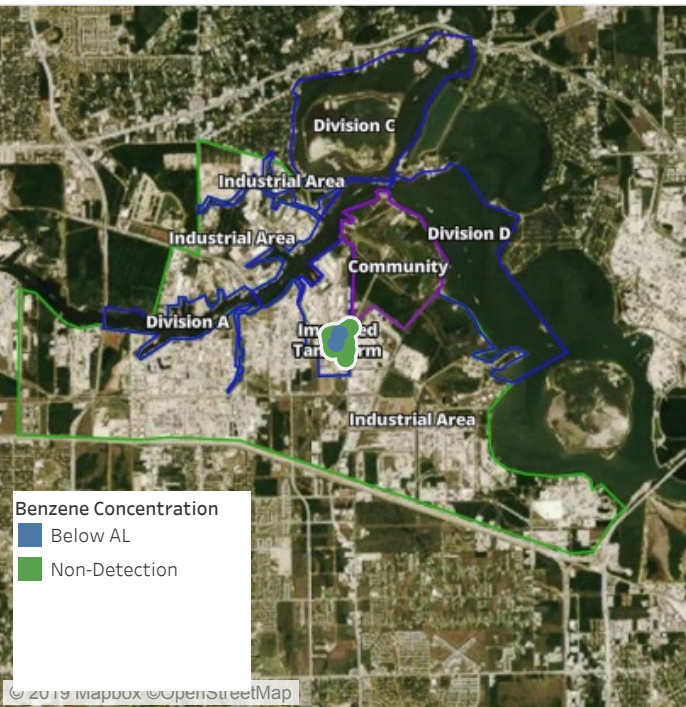 Division C
Industrial Area
Industrial Area
Division D
Community
Division A
Industrial Area
Benzene Concentration
Below AL
Non-Detection
© 2019 Mapbox ©OpenStreetMap